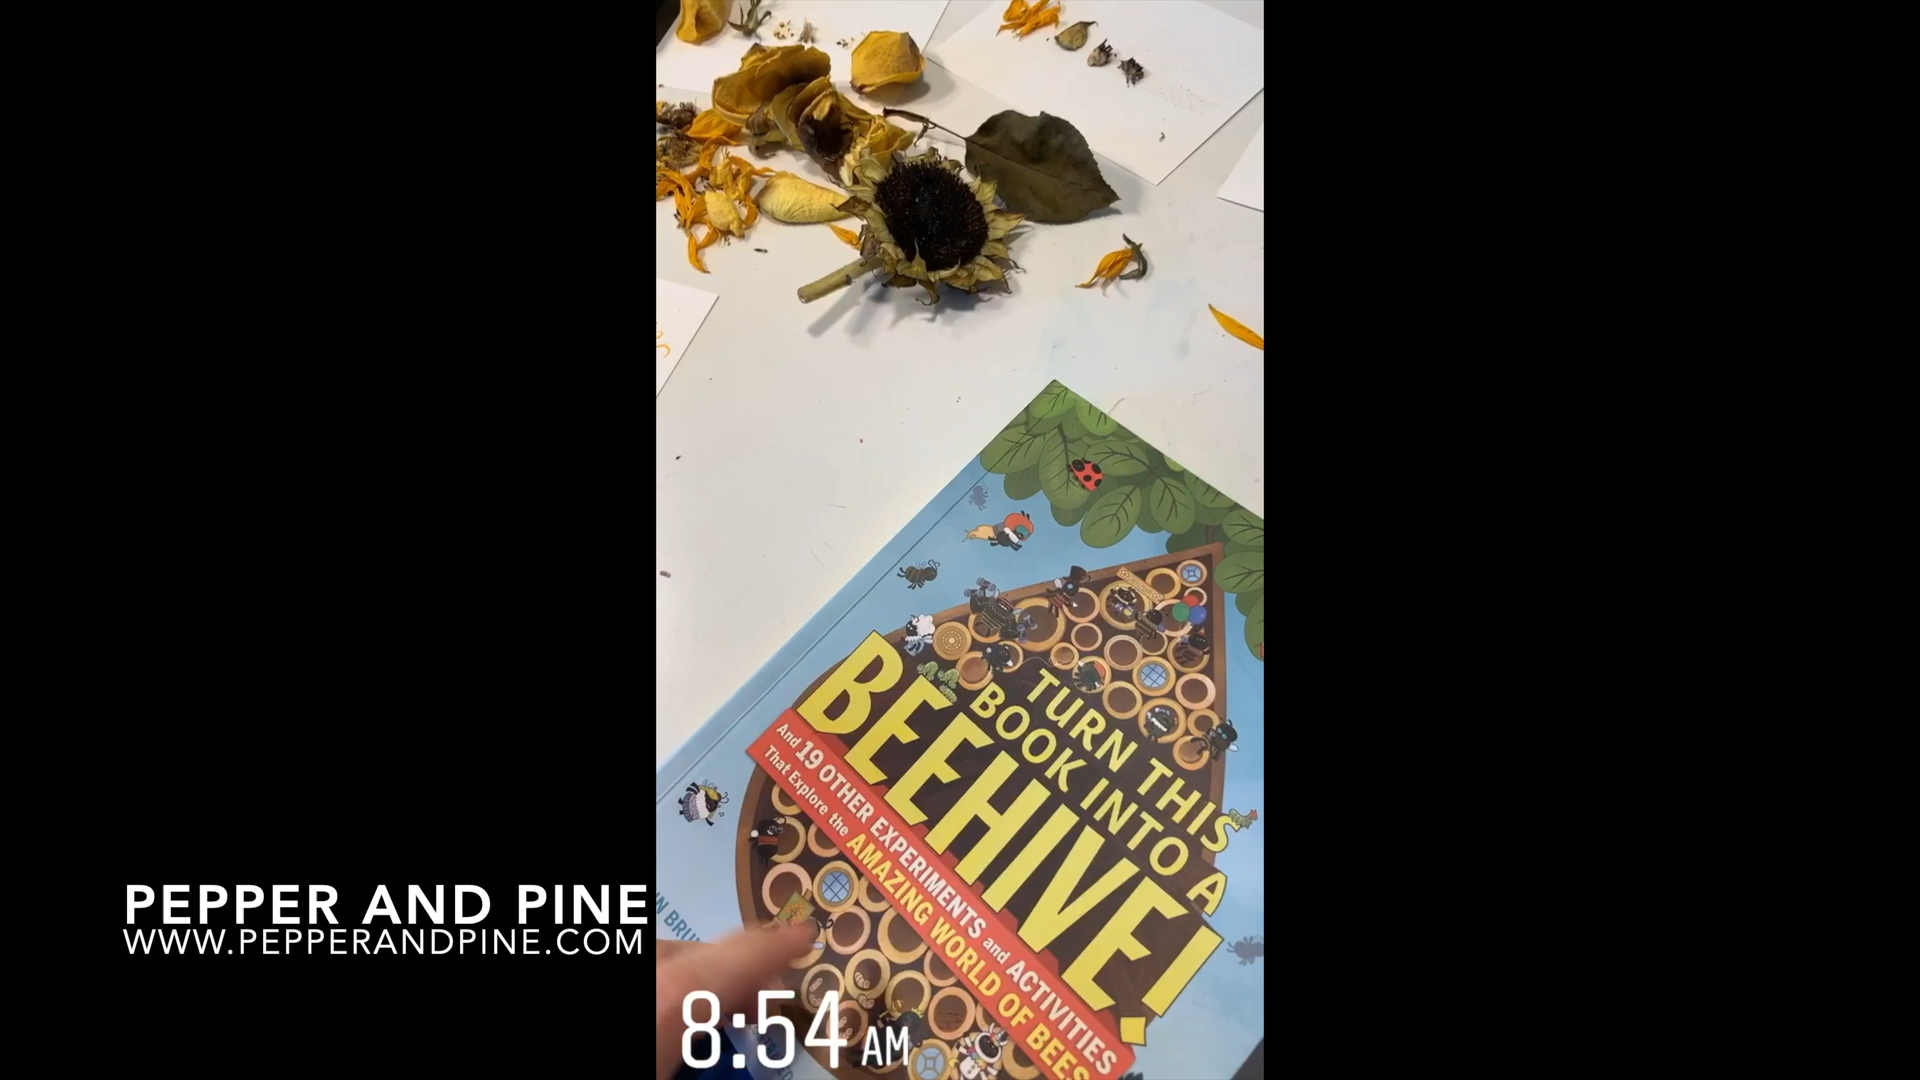 TURN THIS
BOOK INTO A
BEEHIVE!
And 19 OTHER EXPERIMENTS and ACTIVITIES
That Explore the AMAZING WORLD OF BEES
PEPPER AND PINE
WWW.PEPPERANDPINE.COM
8:54 AM